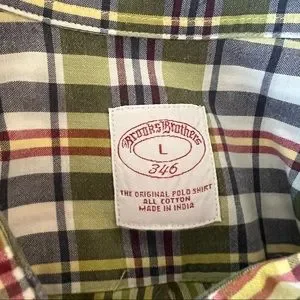 Brooks Brothers
L
346
THE ORIGINAL POLO SHIRT
ALL COTTON
MADE IN INDIA